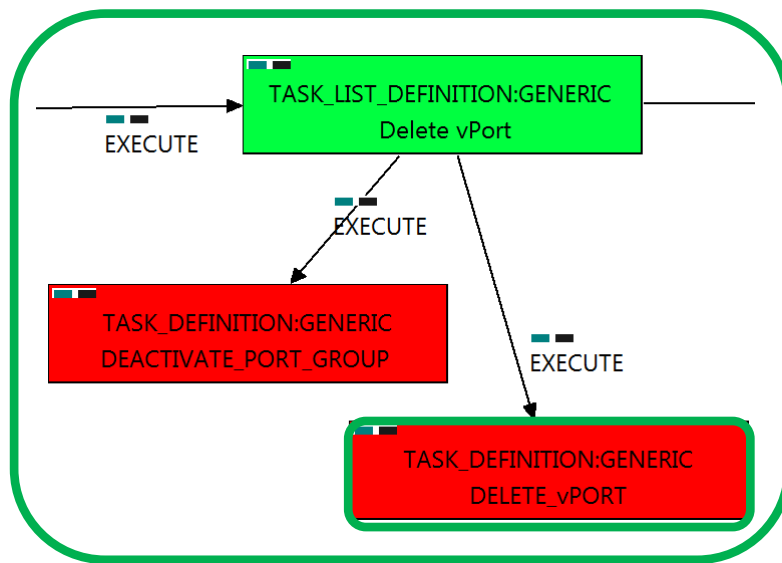 TASK_LIST_DEFINITION:GENERIC
Delete vPort
EXECUTE
EXECUTE
TASK_DEFINITION:GENERIC
DEACTIVATE_PORT_GROUP
EXECUTE
TASK_DEFINITION:GENERIC
DELETE_vPORT